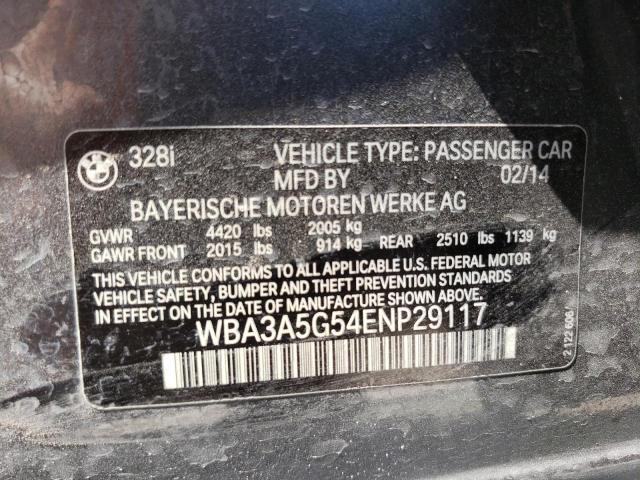 BMW
328i VEHICLE TYPE: PASSENGER CAR
MFD BY 02/14
BAYERISCHE MOTOREN WERKE AG
GVWR 4420 lbs 2005 kg
GAWR FRONT 2015 lbs 914 kg REAR 2510 lbs 1139 kg
THIS VEHICLE CONFORMS TO ALL APPLICABLE U.S. FEDERAL MOTOR
VEHICLE SAFETY, BUMPER AND THEFT PREVENTION STANDARDS
IN EFFECT ON THE DATE OF MANUFACTURE SHOWN ABOVE.
WBA3A5G54ENP29117